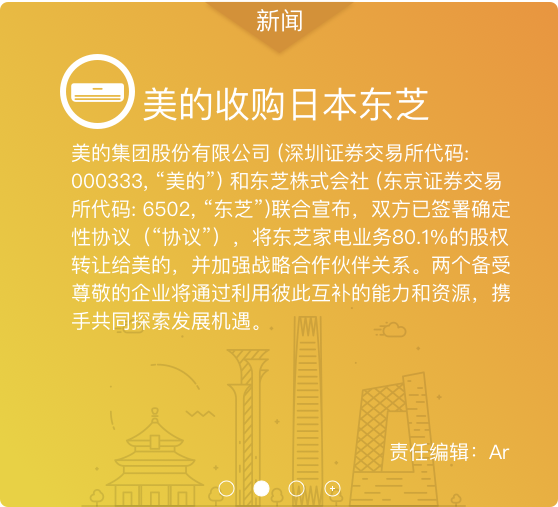 新闻
美的收购日本东芝
美的集团股份有限公司 (深圳证券交易所代码:
000333, “美的”) 和东芝株式会社 (东京证券交易
所代码: 6502, “东芝”)联合宣布，双方已签署确定
性协议（“协议”），将东芝家电业务80.1%的股权
转让给美的，并加强战略合作伙伴关系。两个备受
尊敬的企业将通过利用彼此互补的能力和资源，携
手共同探索发展机遇。
责任编辑：Ar